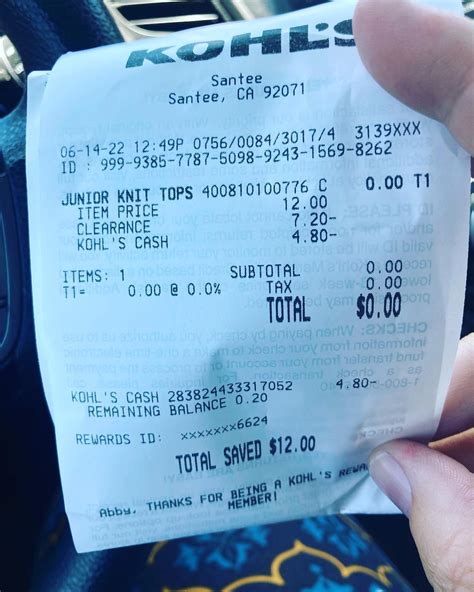 KOHL'S
Santee
Santee, CA 92071
06-14-22 12:49P 0756/0084/3017/4 3139XXX
ID : 999-9385-7787-5098-9243-1569-8262
JUNIOR KNIT TOPS 400810100776 C 0.00 T1
ITEM PRICE 12.00
CLEARANCE 7.20-
KOHL'S CASH 4.80-
ITEMS: 1 SUBTOTAL 0.00
T1= 0.00 @ 0.0% TAX 0.00
TOTAL $0.00
KOHL'S CASH 283824433317052 4.80-
REMAINING BALANCE 0.20
REWARDS ID: xxxxxxx6624
TOTAL SAVED $12.00
Abby, THANKS FOR BEING A KOHL'S
MEMBER!